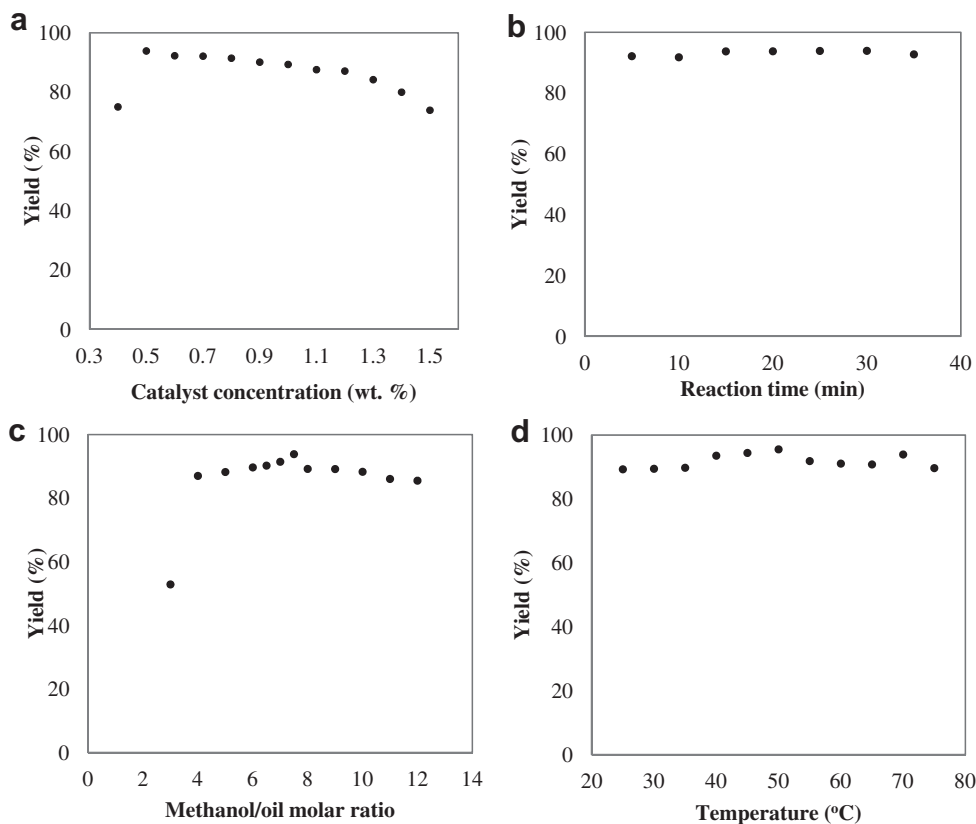 a
100
80
60
40
20
0
Yield (%)
0.3 0.5 0.7 0.9 1.1 1.3 1.5
Catalyst concentration (wt. %)
b
100
80
60
40
20
0
Yield (%)
0 10 20 30 40
Reaction time (min)
c
100
80
60
40
20
0
Yield (%)
0 2 4 6 8 10 12 14
Methanol/oil molar ratio
d
100
80
60
40
20
0
Yield (%)
20 30 40 50 60 70 80
Temperature (ºC)